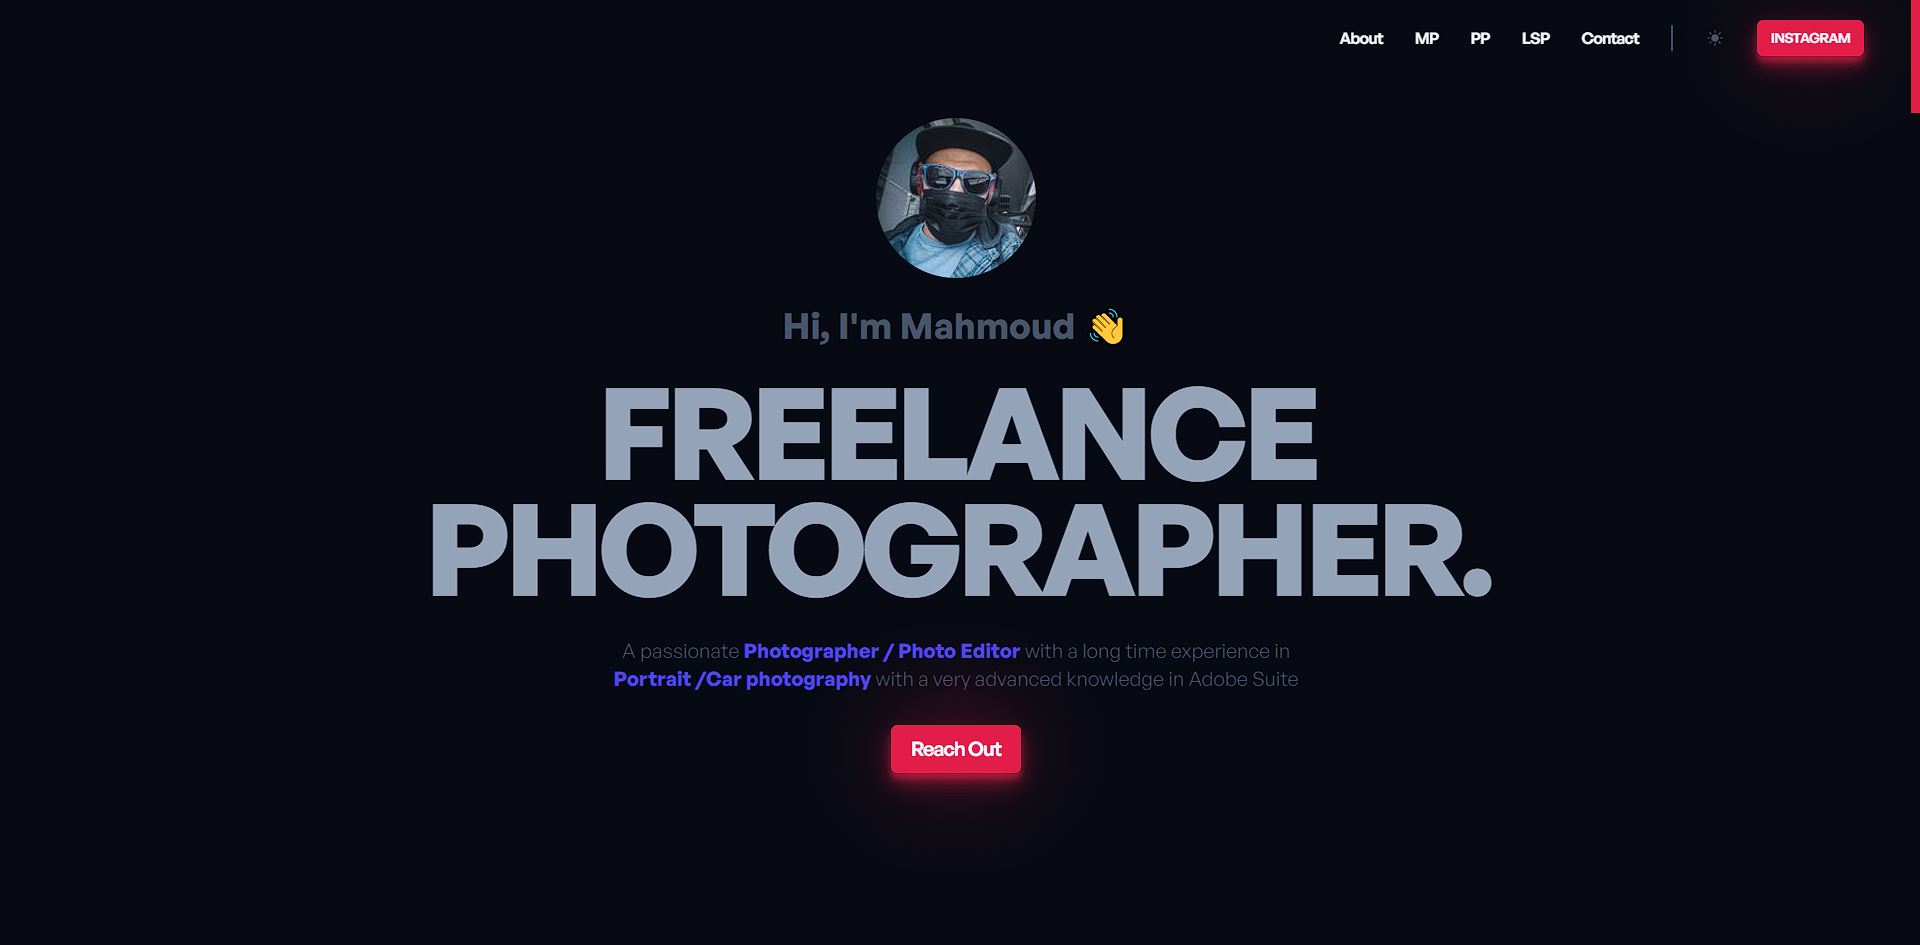 About MP PP LSP Contact INSTAGRAM
Hi, I'm Mahmoud 👋
FREELANCE
PHOTOGRAPHER.
A passionate Photographer / Photo Editor with a long time experience in
Portrait /Car photography with a very advanced knowledge in Adobe Suite
Reach Out